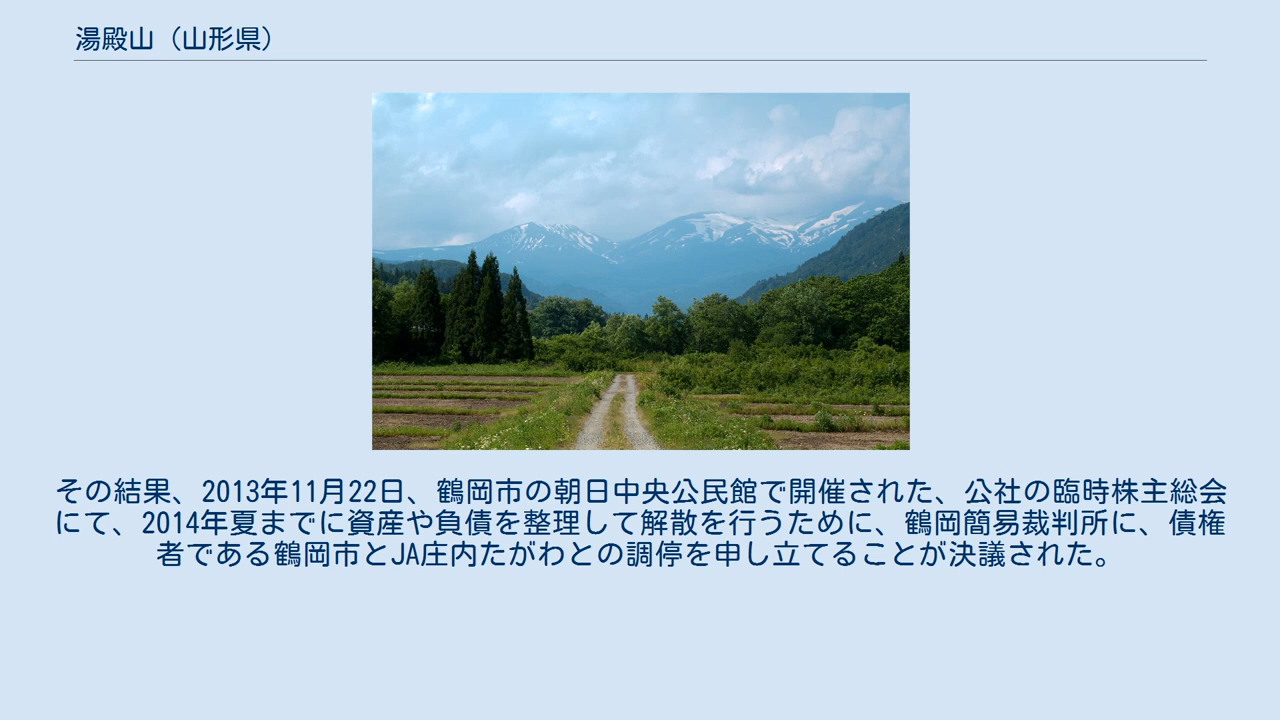 湯殿山（山形県）
その結果、2013年11月22日、鶴岡市の朝日中央公民館で開催された、公社の臨時株主総会
にて、2014年夏までに資産や負債を整理して解散を行うために、鶴岡簡易裁判所に、債権
者である鶴岡市とJA庄内たがわとの調停を申し立てることが決議された。